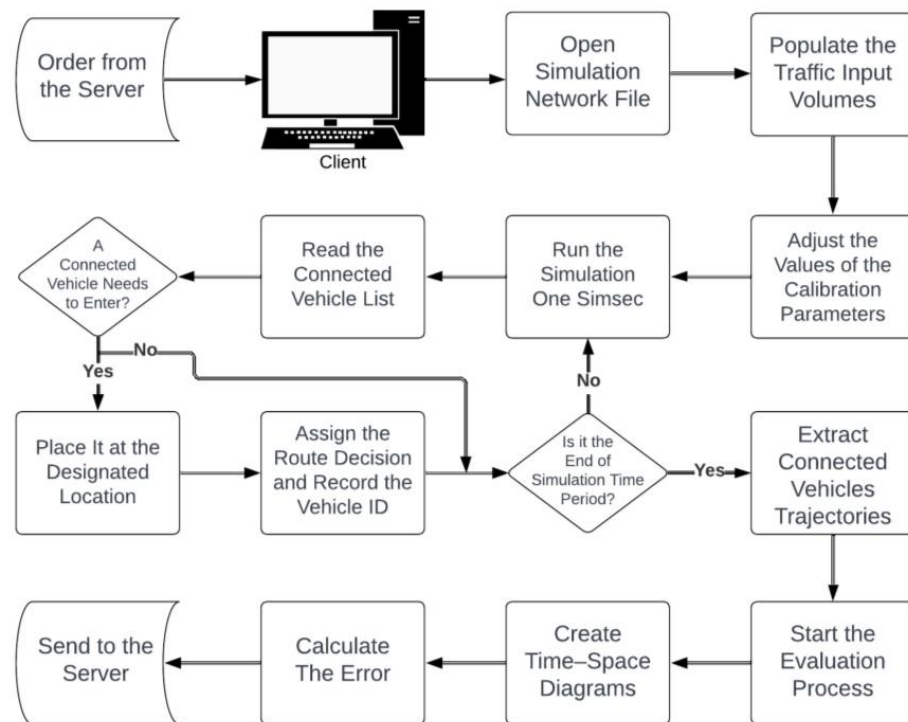 Order from
the Server
Client
Open
Simulation
Network File
Populate the
Traffic Input
Volumes
A
Connected
Vehicle Needs
to Enter?
Read the
Connected
Vehicle List
Run the
Simulation
One Simsec
Adjust the
Values of the
Calibration
Parameters
No
Yes
No
Place It at the
Designated
Location
Assign the
Route Decision
and Record the
Vehicle ID
Is it the
End of
Simulation Time
Period?
Yes
Extract
Connected
Vehicles
Trajectories
Send to the
Server
Calculate
The Error
Create
Time–Space
Diagrams
Start the
Evaluation
Process